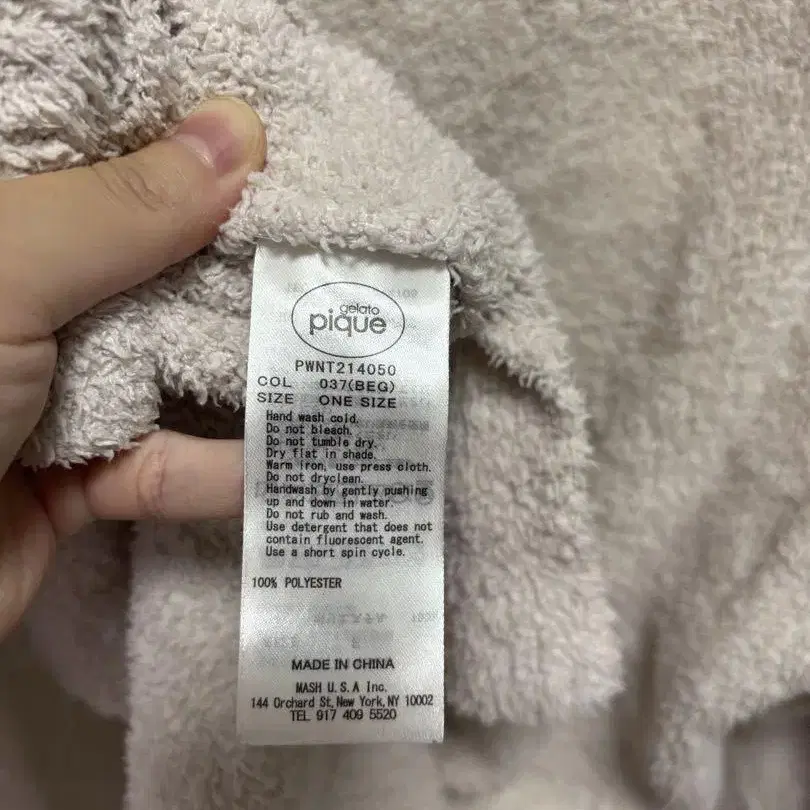 gelato
pique
PWNT214050
COL 037(BEG)
SIZE ONE SIZE
Hand wash cold.
Do not bleach.
Do not tumble dry.
Dry flat in shade.
Warm iron, use press cloth.
Do not dryclean.
Handwash by gently pushing
up and down in water.
Do not rub and wash.
Use detergent that does not
contain fluorescent agent.
Use a short spin cycle.
100% POLYESTER
MADE IN CHINA
MASH U.S.A Inc.
144 Orchard St, New York, NY 10002
TEL 917 409 5520